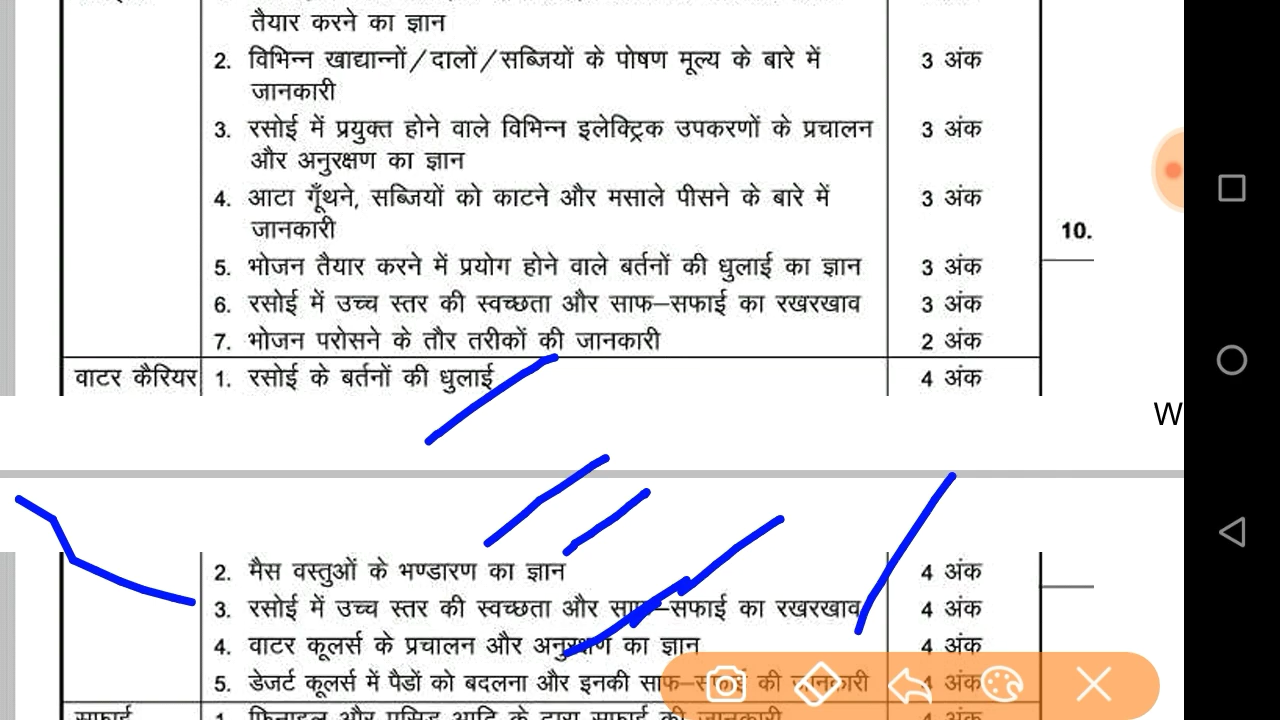 तैयार करने का ज्ञान
2. विभिन्न खाद्यान्नों/दालों/सब्जियों के पोषण मूल्य के बारे में 3 अंक
जानकारी
3. रसोई में प्रयुक्त होने वाले विभिन्न इलेक्ट्रिक उपकरणों के प्रचालन 3 अंक
और अनुरक्षण का ज्ञान
4. आटा गूँथने, सब्जियों को काटने और मसाले पीसने के बारे में 3 अंक
जानकारी
10.
5. भोजन तैयार करने में प्रयोग होने वाले बर्तनों की धुलाई का ज्ञान 3 अंक
6. रसोई में उच्च स्तर की स्वच्छता और साफ–सफाई का रखरखाव 3 अंक
7. भोजन परोसने के तौर तरीकों की जानकारी 2 अंक
वाटर कैरियर 1. रसोई के बर्तनों की धुलाई 4 अंक
W
2. मैस वस्तुओं के भण्डारण का ज्ञान 4 अंक
3. रसोई में उच्च स्तर की स्वच्छता और साफ–सफाई का रखरखाव 4 अंक
4. वाटर कूलर्स के प्रचालन और अनुरक्षण का ज्ञान 4 अंक
5. डेजर्ट कूलर्स में पैडों को बदलना और इनकी साफ–सफाई की जानकारी 4 अंक